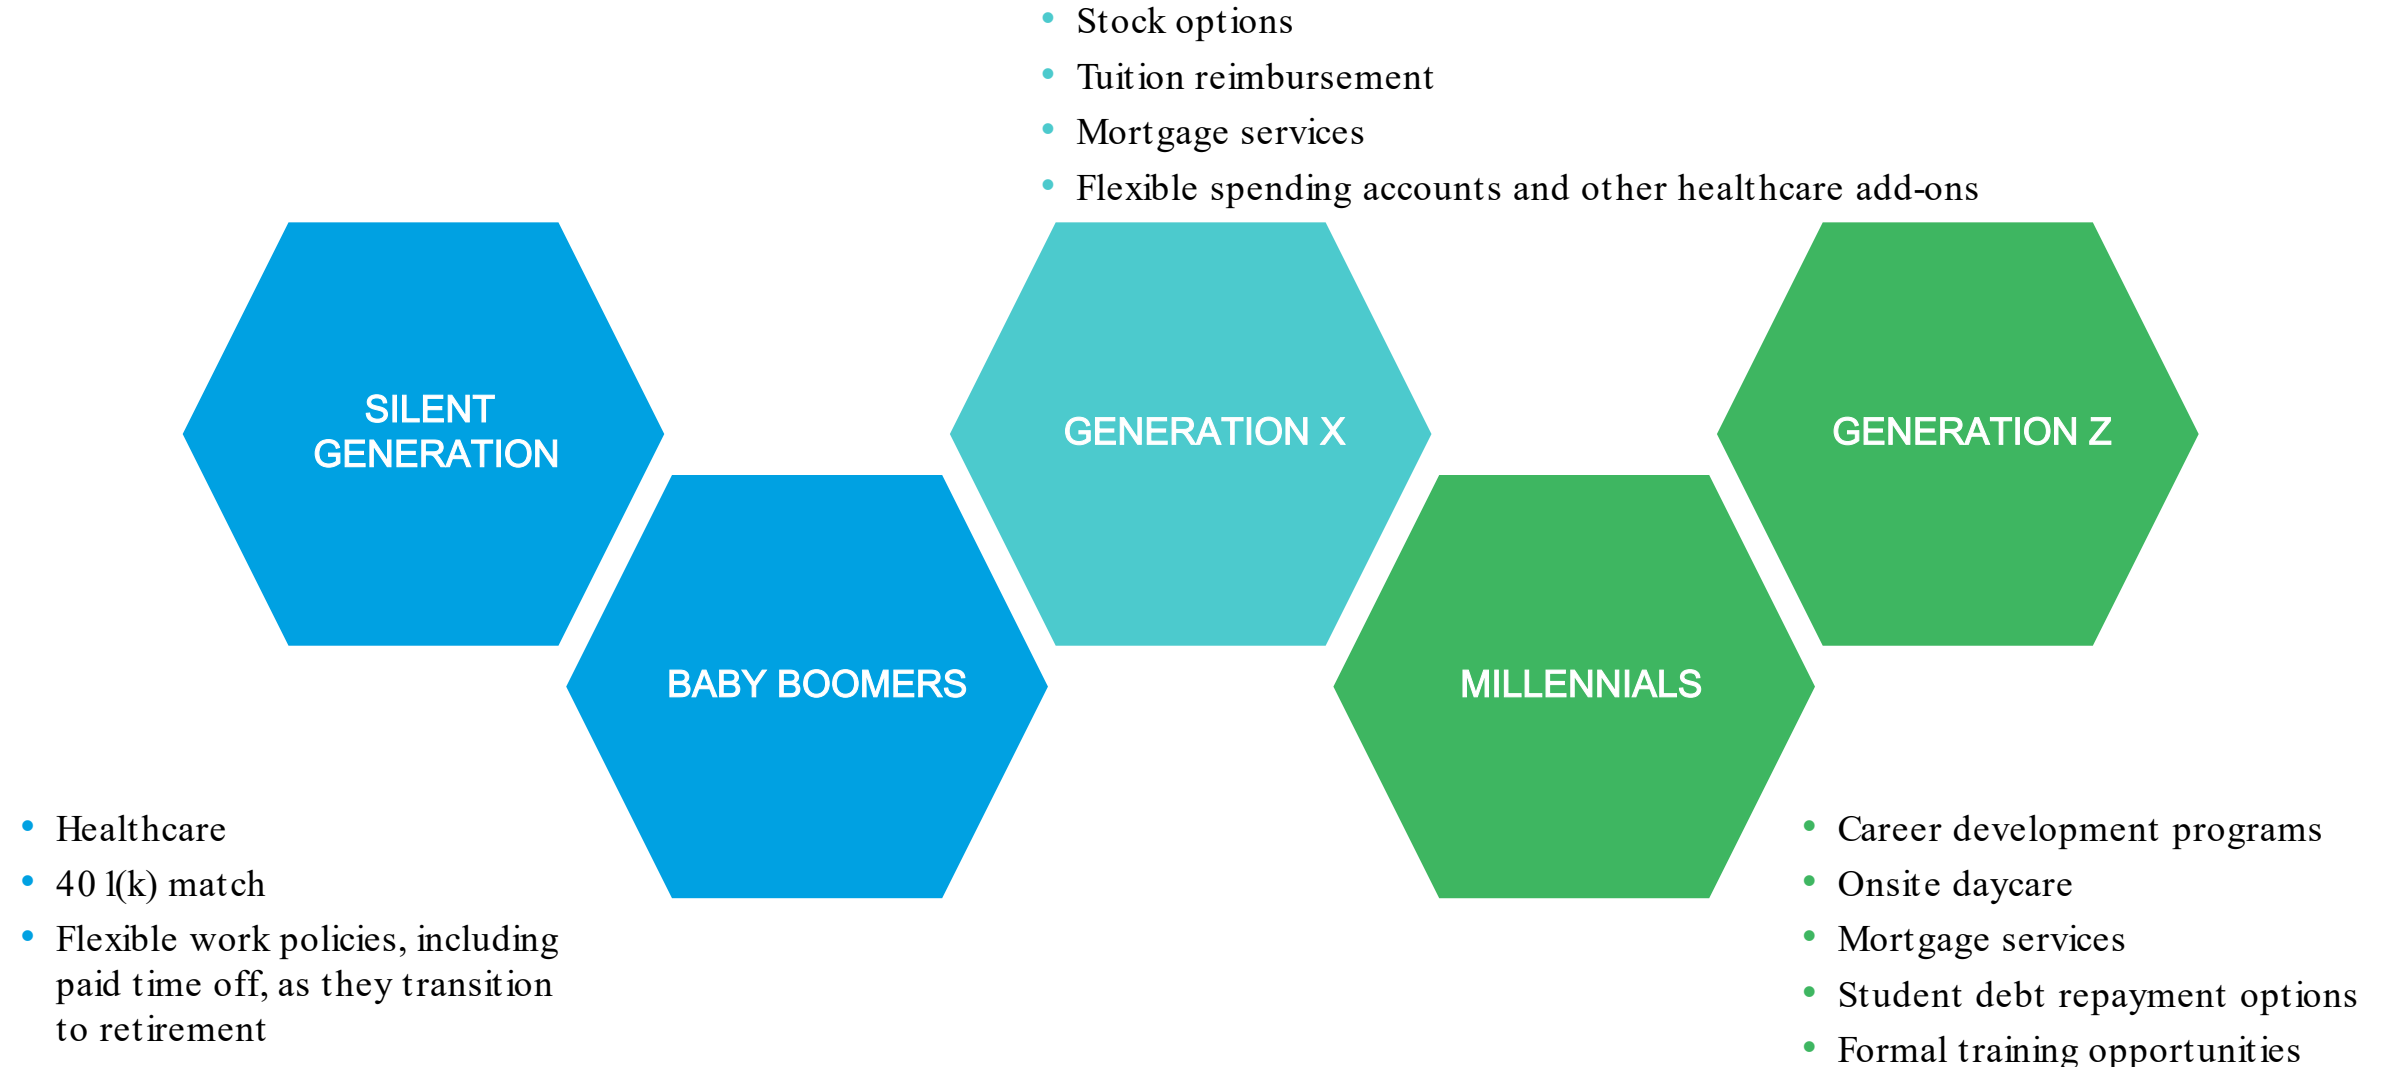 Stock options
Tuition reimbursement
Mortgage services
Flexible spending accounts and other healthcare add-ons
SILENT
GENERATION
GENERATION X
GENERATION Z
BABY BOOMERS
MILLENNIALS
Healthcare
401(k) match
Flexible work policies, including
paid time off, as they transition
to retirement
Career development programs
Onsite daycare
Mortgage services
Student debt repayment options
Formal training opportunities